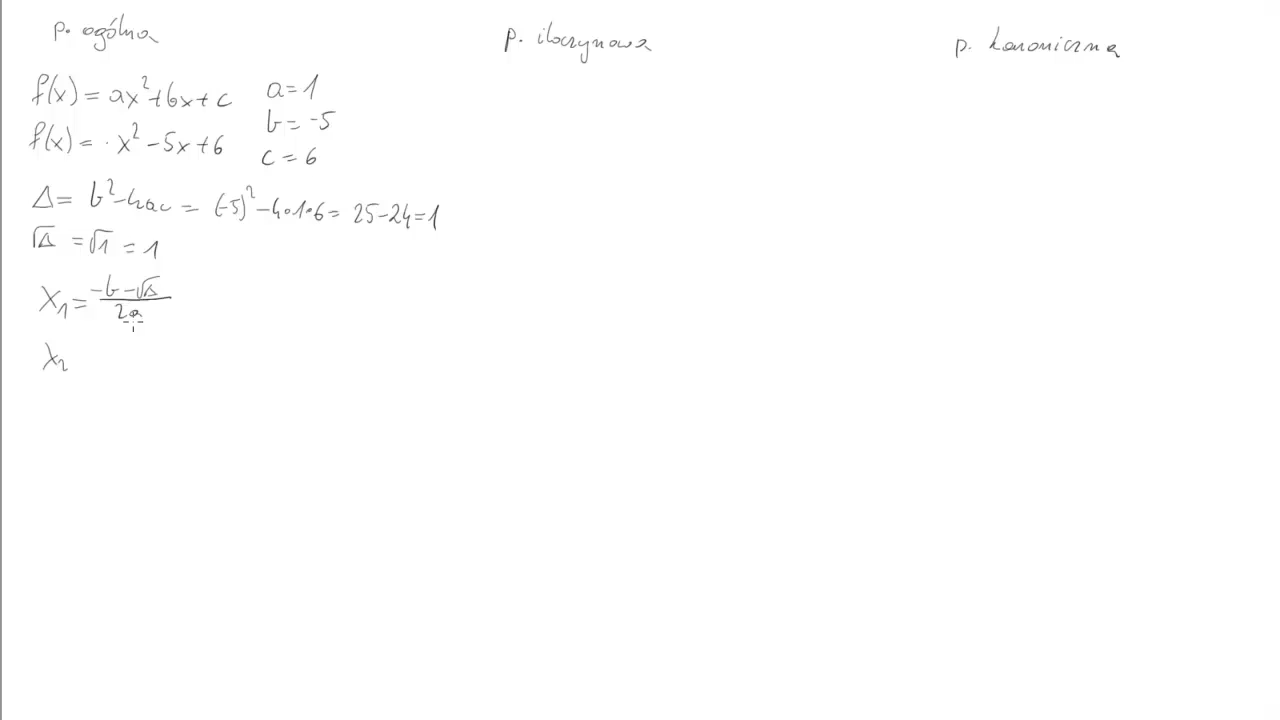 p. ogólna
p. iloczynowa
p. kanoniczna
f(x) = ax²+bx+c
a=1
f(x) = x²-5x+6
b=-5
c=6
Δ= b²-4ac = (-5)²-4·1·6= 25-24=1
√Δ = √1 = 1
x₁= (-b-√Δ)/(2a)
x₂